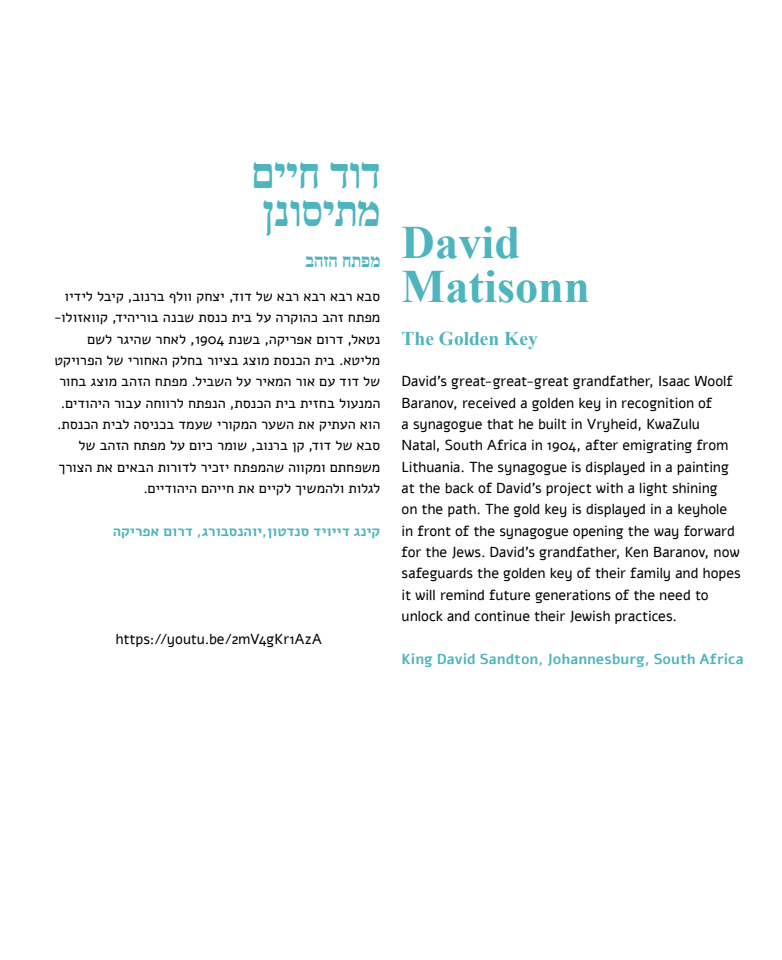 דוד חיים
מתיסונן
מפתח הזהב
סבא רבא רבא רבא של דוד, יצחק וולף ברנוב, קיבל לידיו
מפתח זהב כהוקרה על בית כנסת שבנה בוריהיד, קוואזולו-
נטאל, דרום אפריקה, בשנת 1904, לאחר שהיגר לשם
מליטא. בית הכנסת מוצג בציור בחלק האחורי של הפרויקט
של דוד עם אור המאיר על השביל. מפתח הזהב מוצג בחור
המנעול בחזית בית הכנסת, הנפתח לרווחה עבור היהודים.
הוא העתיק את השער המקורי שעמד בכניסה לבית הכנסת.
סבא של דוד, קן ברנוב, שומר כיום על מפתח הזהב של
משפחתם ומקווה שהמפתח יזכיר לדורות הבאים את הצורך
לגלות ולהמשיך לקיים את חייהם היהודיים.
קינג דייויד סנדטון,יוהנסבורג, דרום אפריקה
https://youtu.be/2mV4gKr1AzA
David
Matisonn
The Golden Key
David's great-great-great grandfather, Isaac Woolf
Baranov, received a golden key in recognition of
a synagogue that he built in Vryheid, KwaZulu
Natal, South Africa in 1904, after emigrating from
Lithuania. The synagogue is displayed in a painting
at the back of David's project with a light shining
on the path. The gold key is displayed in a keyhole
in front of the synagogue opening the way forward
for the Jews. David's grandfather, Ken Baranov, now
safeguards the golden key of their family and hopes
it will remind future generations of the need to
unlock and continue their Jewish practices.
King David Sandton, Johannesburg, South Africa